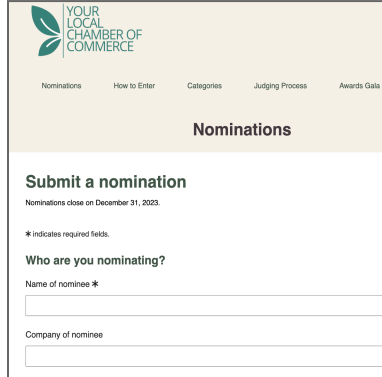 YOUR
LOCAL
CHAMBER OF
COMMERCE
Nominations How to Enter Categories Judging Process Awards Gala
Nominations
Submit a nomination
Nominations close on December 31, 2023.
* indicates required fields.
Who are you nominating?
Name of nominee *
Company of nominee